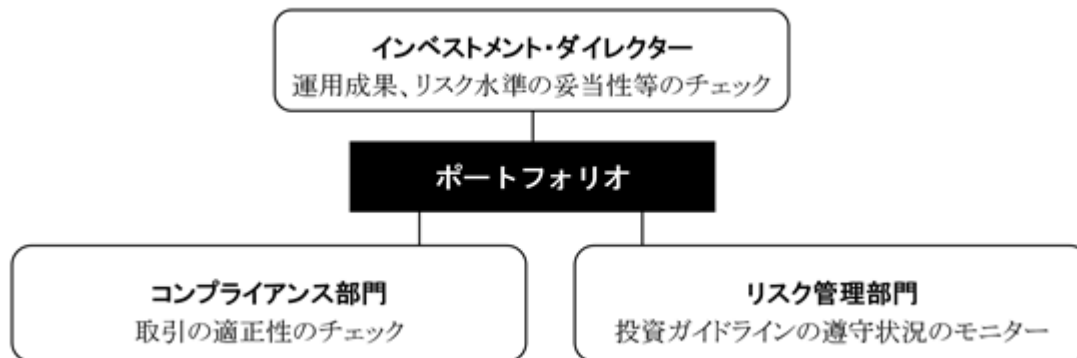 インベストメント・ダイレクター
運用成果、リスク水準の妥当性等のチェック
ポートフォリオ
コンプライアンス部門
取引の適正性のチェック
リスク管理部門
投資ガイドラインの遵守状況のモニター